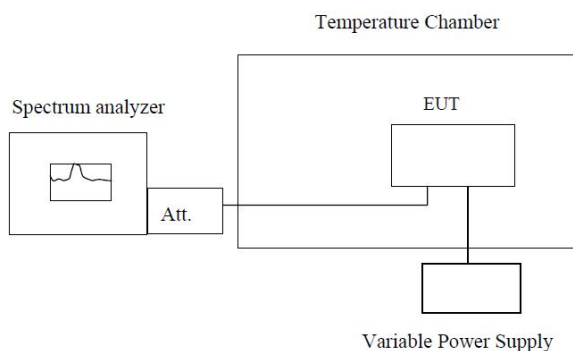 Temperature Chamber
Spectrum analyzer
EUT
Att.
Variable Power Supply